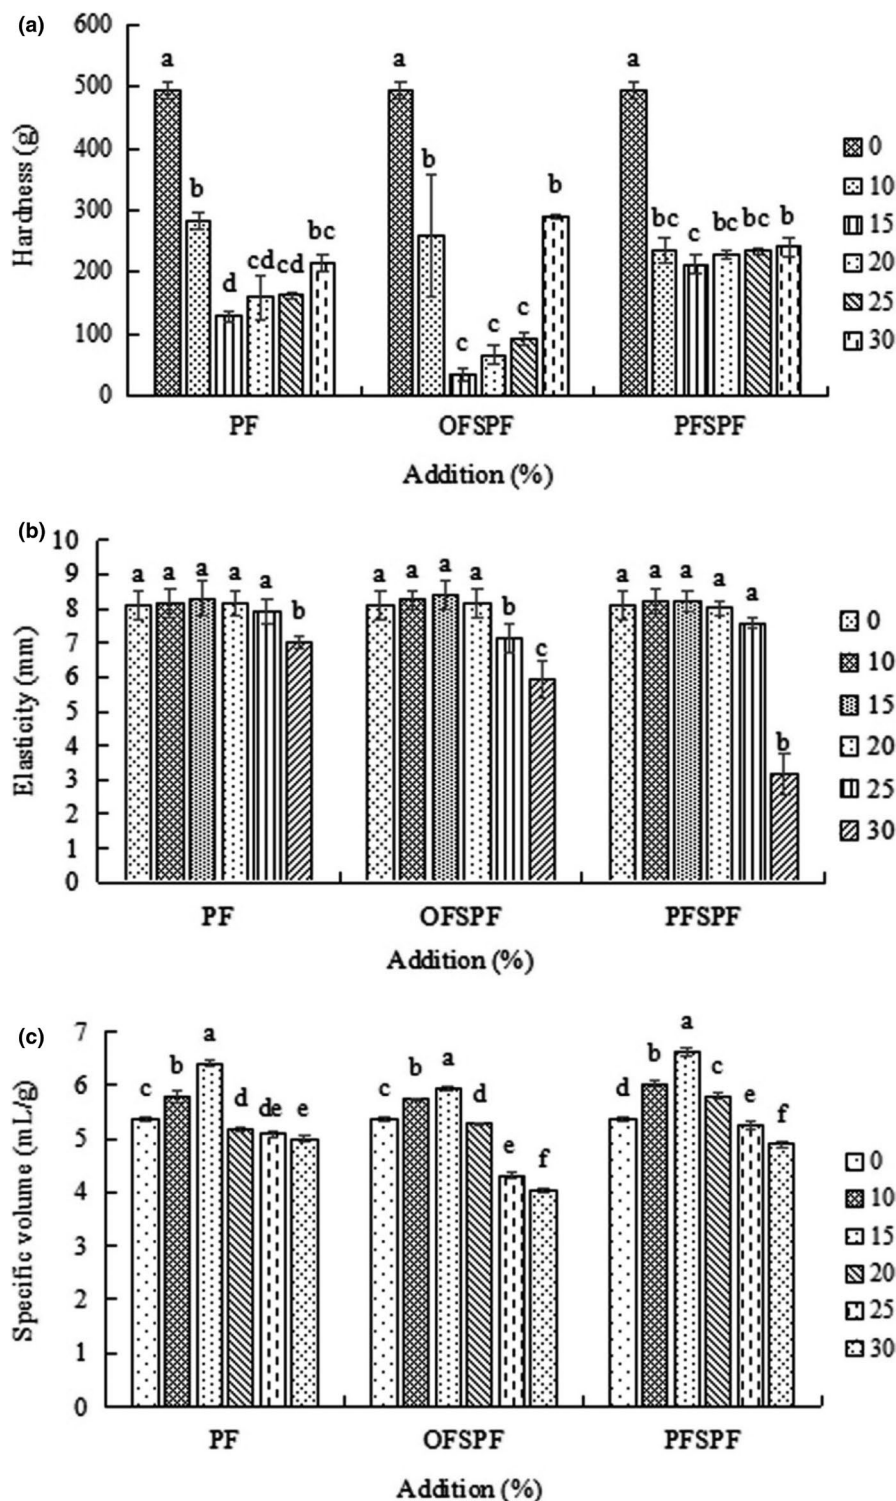 (a)
Hardness (g)
600
500
400
300
200
100
0
a
b
d
cd
cd
bc
a
b
c
c
c
b
a
bc
c
bc
bc
b
PF
OFSPF
PFSPF
Addition (%)
0
10
15
20
25
30
(b)
Elasticity (mm)
10
9
8
7
6
5
4
3
2
1
0
a
a
a
a
a
b
a
a
a
a
b
c
a
a
a
a
a
b
PF
OFSPF
PFSPF
Addition (%)
0
10
15
20
25
30
(c)
Specific volume (mL/g)
7
6
5
4
3
2
1
0
c
b
a
d
de
e
c
b
a
d
e
f
d
b
a
c
e
f
PF
OFSPF
PFSPF
Addition (%)
0
10
15
20
25
30